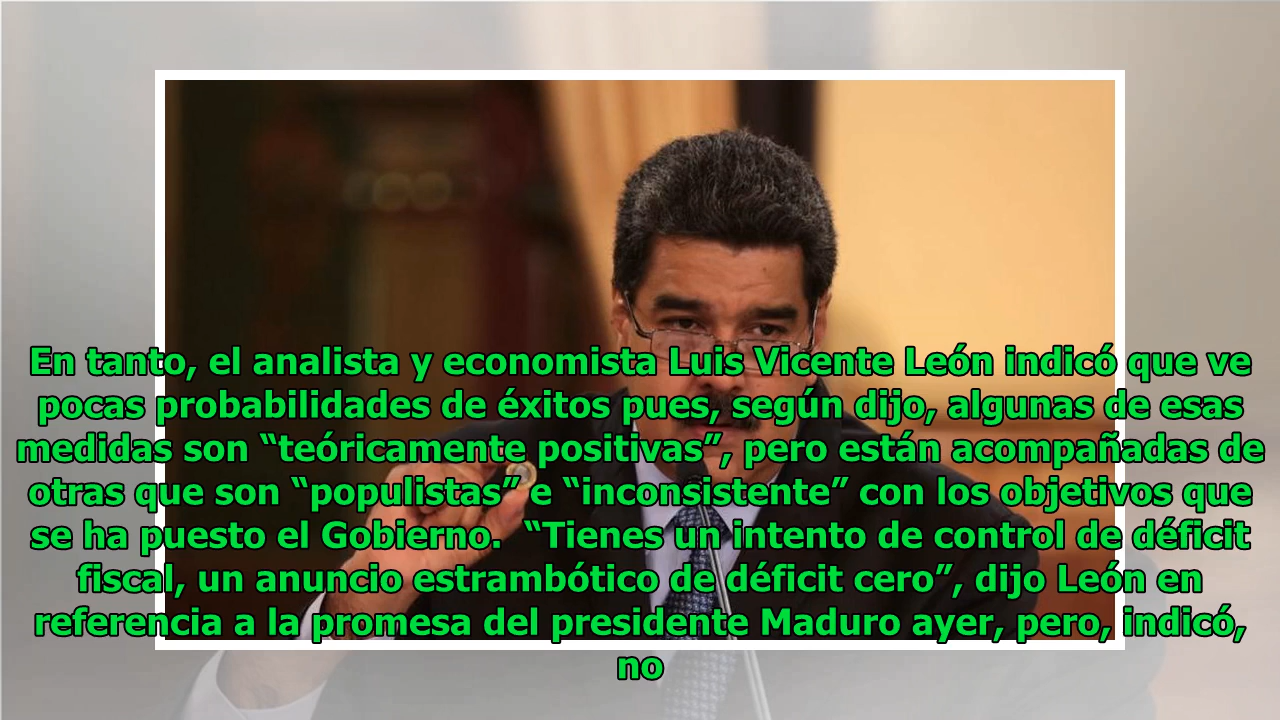 En tanto, el analista y economista Luis Vicente León indicó que ve
pocas probabilidades de éxitos pues, según dijo, algunas de esas
medidas son “teóricamente positivas”, pero están acompañadas de
otras que son “populistas” e “inconsistente” con los objetivos que
se ha puesto el Gobierno.  “Tienes un intento de control de déficit
fiscal, un anuncio estrambótico de déficit cero”, dijo León en
referencia a la promesa del presidente Maduro ayer, pero, indicó,
no